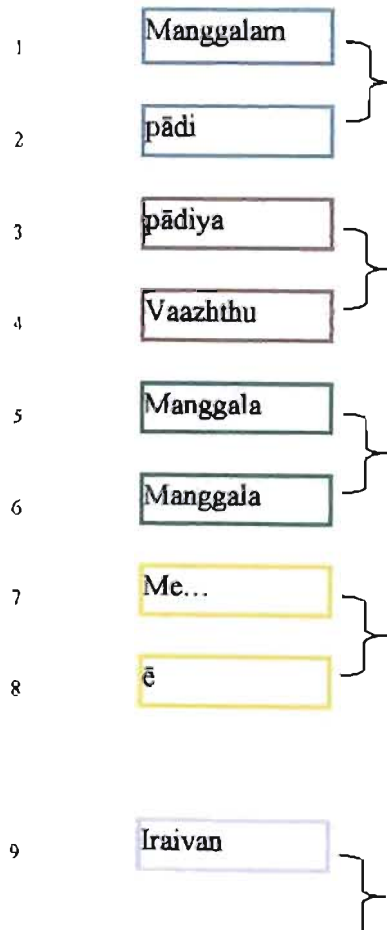 1 Manggalam
2 pādi
3 pādiya
4 Vaazhthu
5 Manggala
6 Manggala
7 Me...
8 ē
9 Iraivan